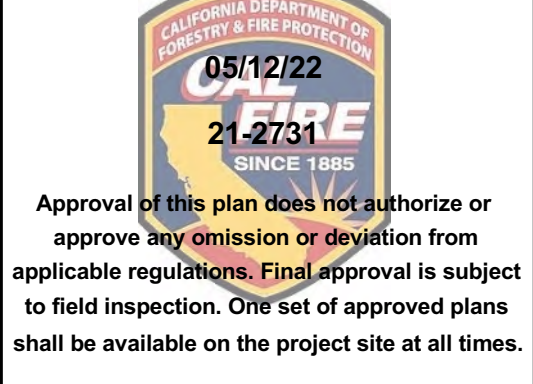 CALIFORNIA DEPARTMENT OF
FORESTRY & FIRE PROTECTION
05/12/22
CAL
FIRE
21-2731
SINCE 1885
Approval of this plan does not authorize or
approve any omission or deviation from
applicable regulations. Final approval is subject
to field inspection. One set of approved plans
shall be available on the project site at all times.